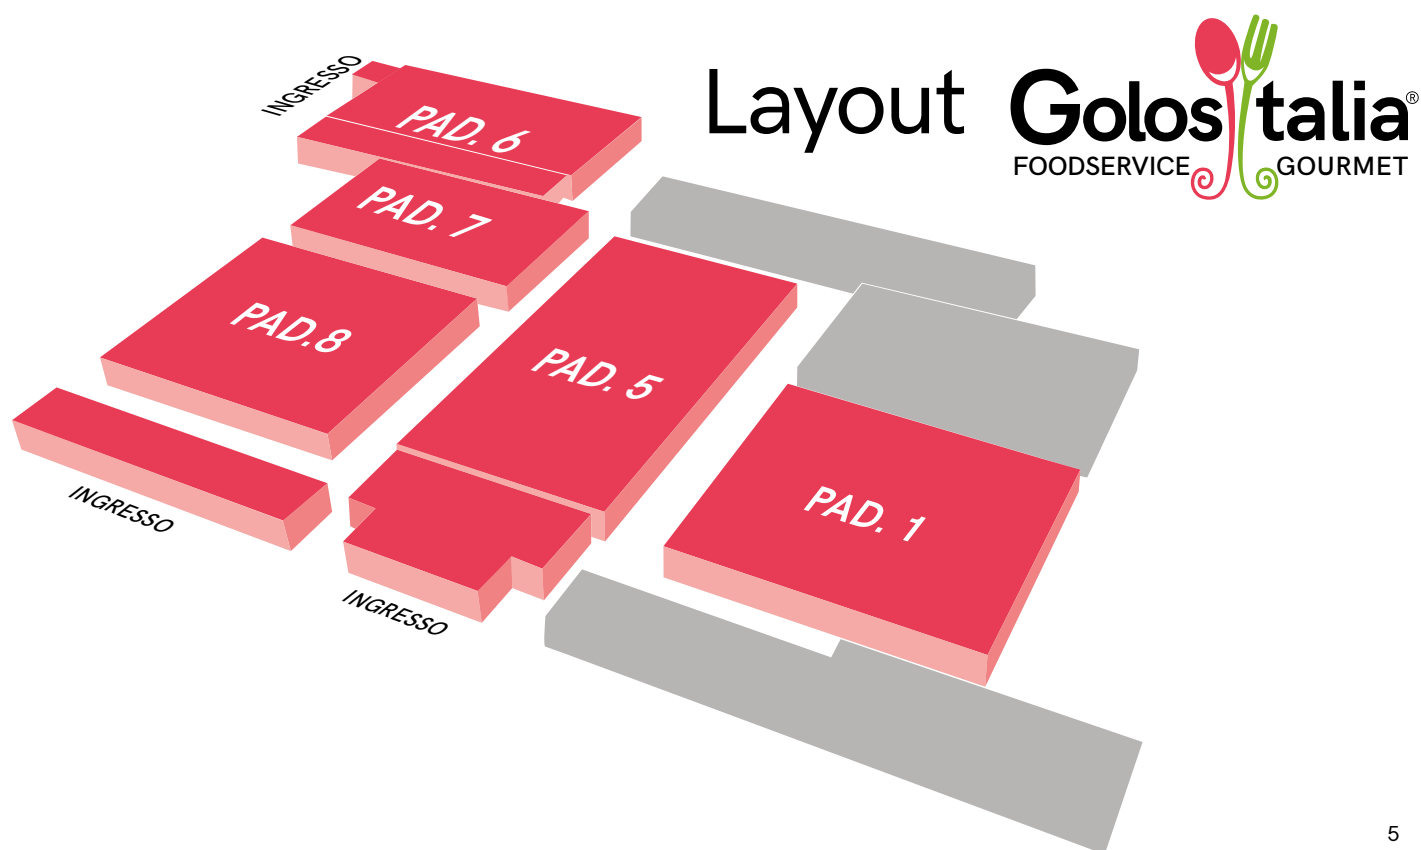 Layout
Golositalia®
FOODSERVICE GOURMET
INGRESSO
PAD. 6
PAD. 7
PAD.8
PAD. 5
PAD. 1
INGRESSO
INGRESSO
5